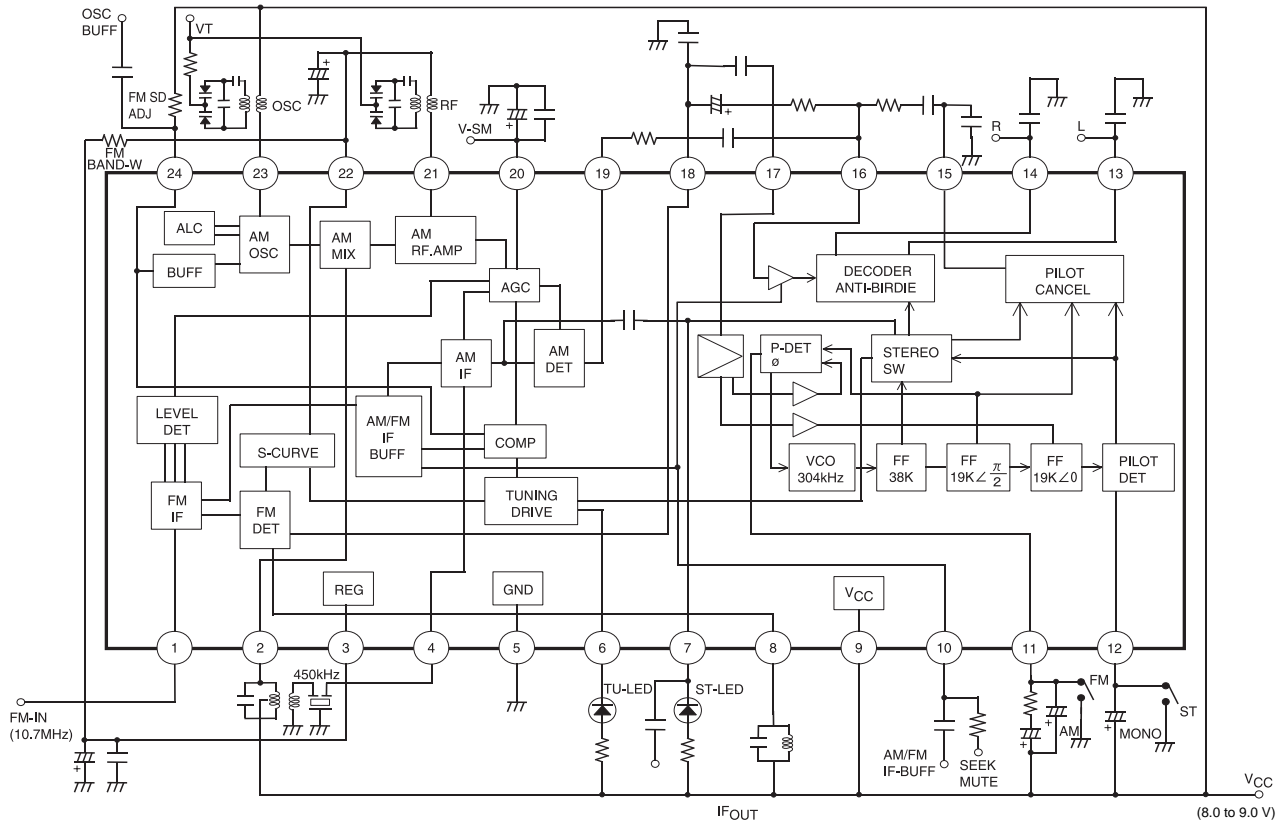 OSC
BUFF
VT
FM SD
ADJ
OSC
RF
V-SM
FM
BAND-W
R
L
24
23
22
21
20
19
18
17
16
15
14
13
ALC
AM
OSC
BUFF
AM
MIX
AM
RF.AMP
AGC
DECODER
ANTI-BIRDIE
PILOT
CANCEL
AM
IF
AM
DET
P-DET
ø
STEREO
SW
LEVEL
DET
AM/FM
IF
BUFF
S-CURVE
COMP
VCO
304kHz
FF
38K
FF
19K∠ π/2
FF
19K∠0
PILOT
DET
FM
IF
FM
DET
TUNING
DRIVE
REG
GND
VCC
1
2
3
4
5
6
7
8
9
10
11
12
FM-IN
(10.7MHz)
450kHz
TU-LED
ST-LED
AM/FM
IF-BUFF
SEEK
MUTE
FM
AM
MONO
ST
IFOUT
VCC
(8.0 to 9.0 V)
+
+
+
+
+
+
+